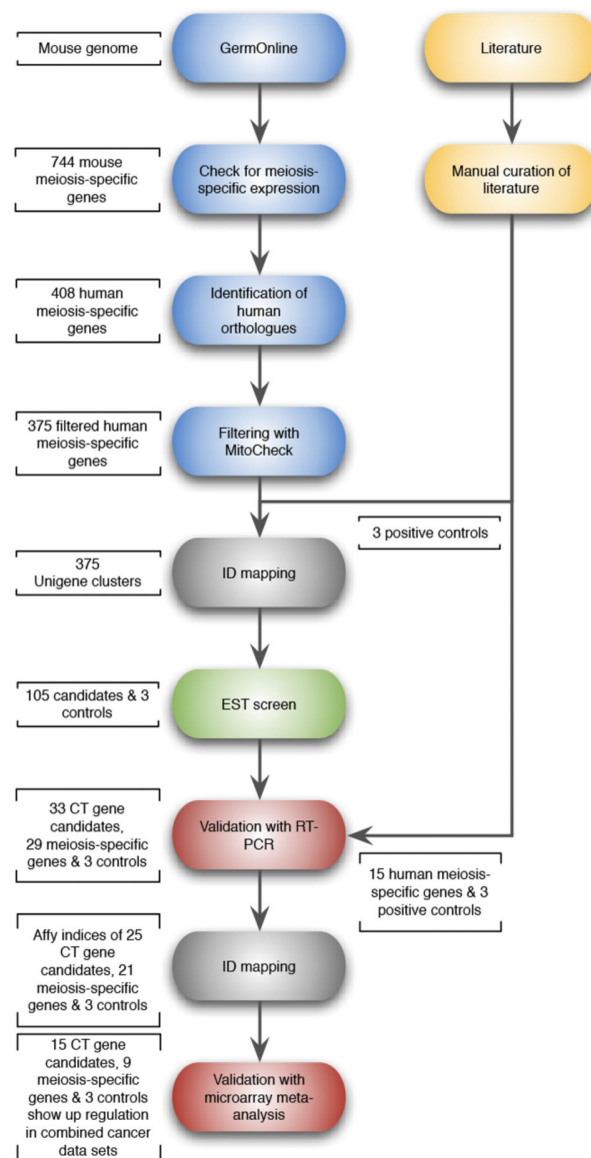 Mouse genome
GermOnline
Literature
744 mouse
meiosis-specific
genes
Check for meiosis-
specific expression
Manual curation of
literature
408 human
meiosis-specific
genes
Identification of
human
orthologues
375 filtered human
meiosis-specific
genes
Filtering with
MitoCheck
3 positive controls
375
Unigene clusters
ID mapping
105 candidates & 3
controls
EST screen
33 CT gene
candidates,
29 meiosis-specific
genes & 3 controls
Validation with RT-
PCR
15 human meiosis-
specific genes & 3
positive controls
Affy indices of 25
CT gene
candidates, 21
meiosis-specific
genes & 3 controls
ID mapping
15 CT gene
candidates, 9
meiosis-specific
genes & 3 controls
show up regulation
in combined cancer
data sets
Validation with
microarray meta-
analysis